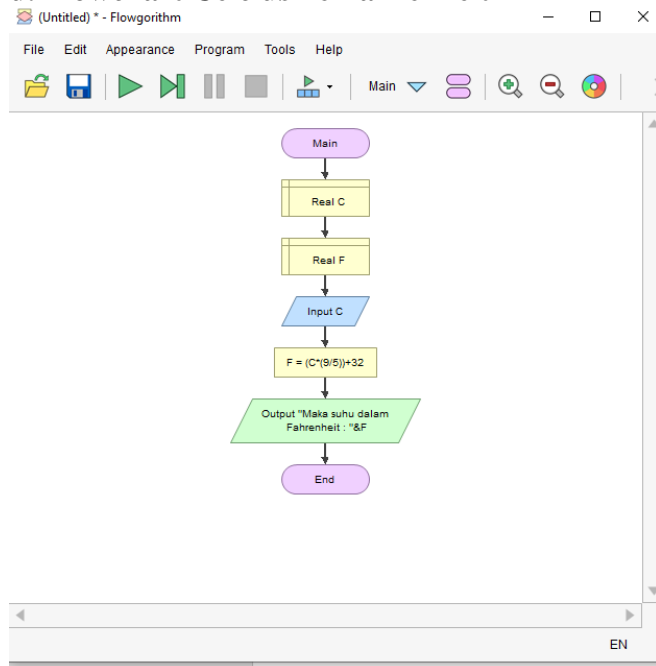 (Untitled) * - Flowgorithm
File Edit Appearance Program Tools Help
Main
Main
Real C
Real F
Input C
F = (C*(9/5))+32
Output "Maka suhu dalam
Fahrenheit : "&F
End
EN